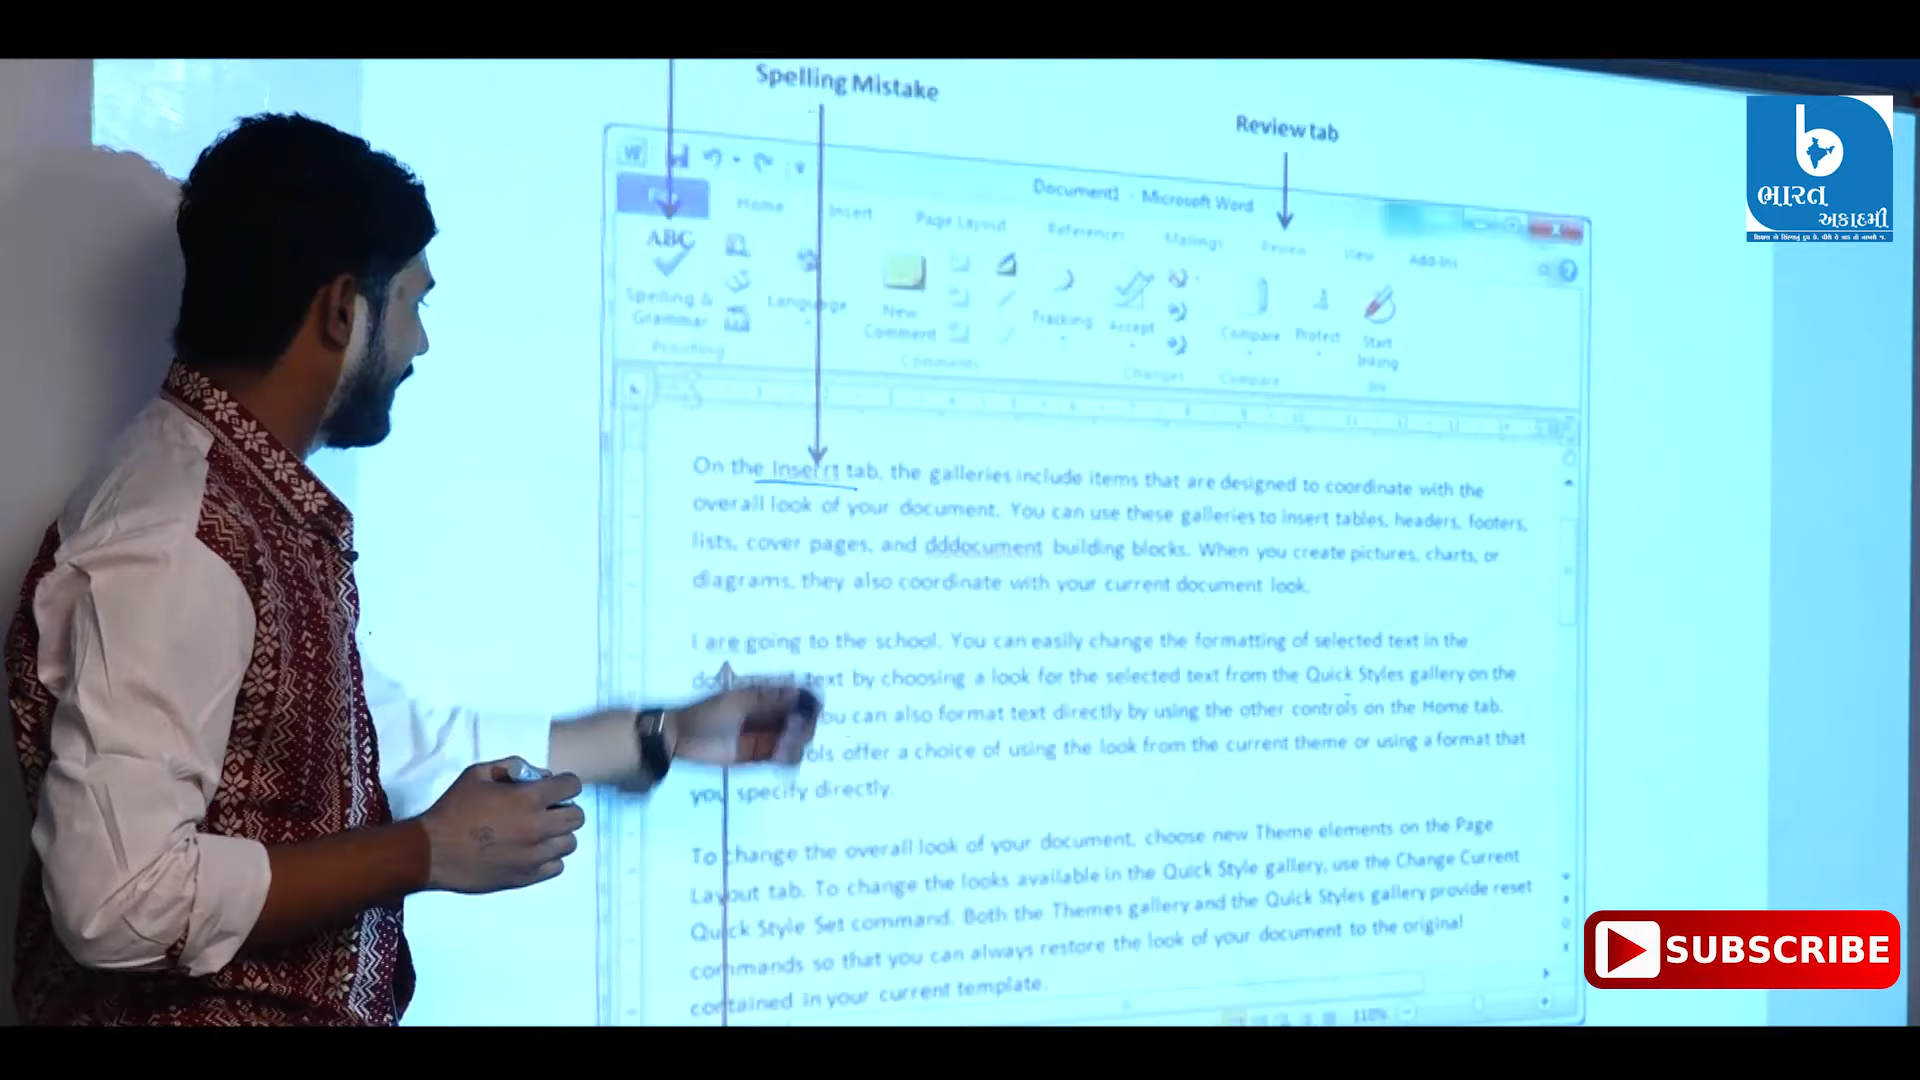 Spelling Mistake
Review tab
ભારત
અકાદમી
Document1 - Microsoft Word
Home Insert Page Layout References Mailings Review View Add-Ins
ABC
Spelling & Grammar
Language
New Comment
Tracking
Accept
Compare
Protect
Start Inking
Proofing
Comments
Changes
Compare
Ink
On the Inserrt tab, the galleries include items that are designed to coordinate with the
overall look of your document. You can use these galleries to insert tables, headers, footers,
lists, cover pages, and dddocument building blocks. When you create pictures, charts, or
diagrams, they also coordinate with your current document look.
I are going to the school. You can easily change the formatting of selected text in the
text by choosing a look for the selected text from the Quick Styles gallery on the
can also format text directly by using the other controls on the Home tab.
offer a choice of using the look from the current theme or using a format that
you specify directly.
To change the overall look of your document, choose new Theme elements on the Page
Layout tab. To change the looks available in the Quick Style gallery, use the Change Current
Quick Style Set command. Both the Themes gallery and the Quick Styles gallery provide reset
commands so that you can always restore the look of your document to the original
contained in your current template.
110%
SUBSCRIBE